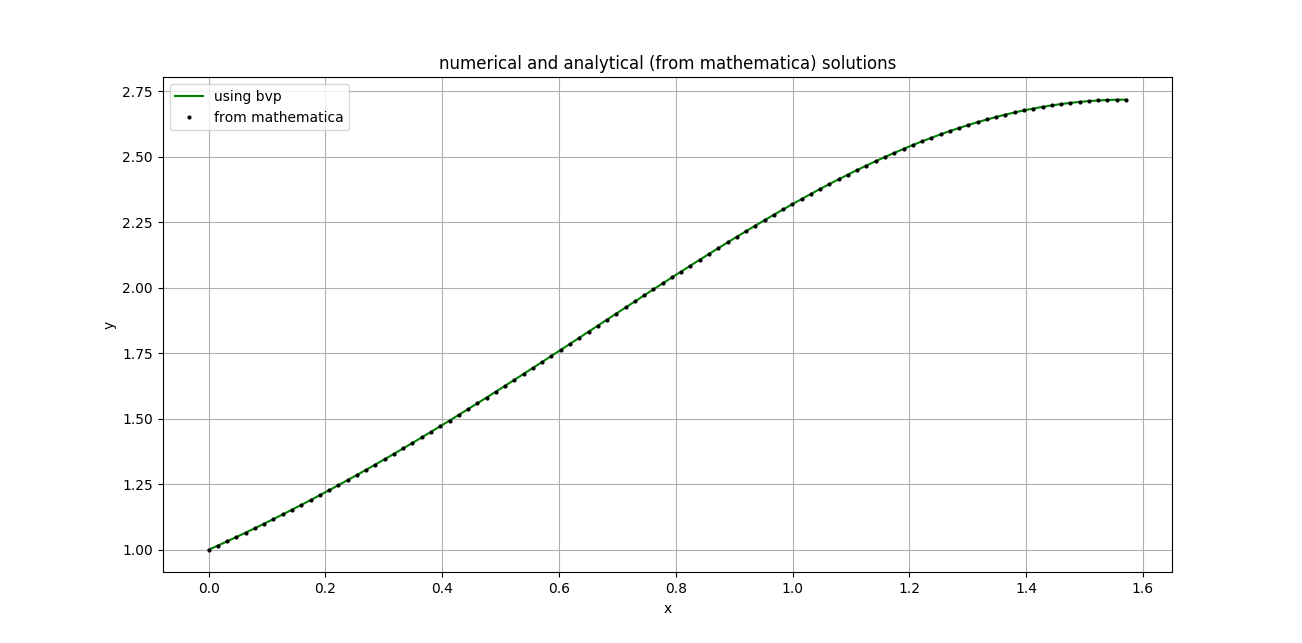 numerical and analytical (from mathematica) solutions
using bvp
from mathematica
2.75
2.50
2.25
2.00
1.75
1.50
1.25
1.00
y
0.0 0.2 0.4 0.6 0.8 1.0 1.2 1.4 1.6
x